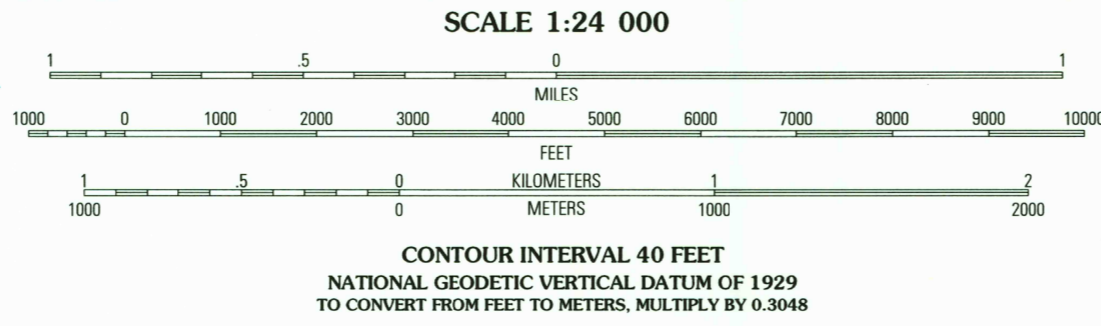 SCALE 1:24 000
1 .5 0 1
MILES
1000 0 1000 2000 3000 4000 5000 6000 7000 8000 9000 10000
FEET
1 .5 0 KILOMETERS 1 2
1000 0 METERS 1000 2000
CONTOUR INTERVAL 40 FEET
NATIONAL GEODETIC VERTICAL DATUM OF 1929
TO CONVERT FROM FEET TO METERS, MULTIPLY BY 0.3048